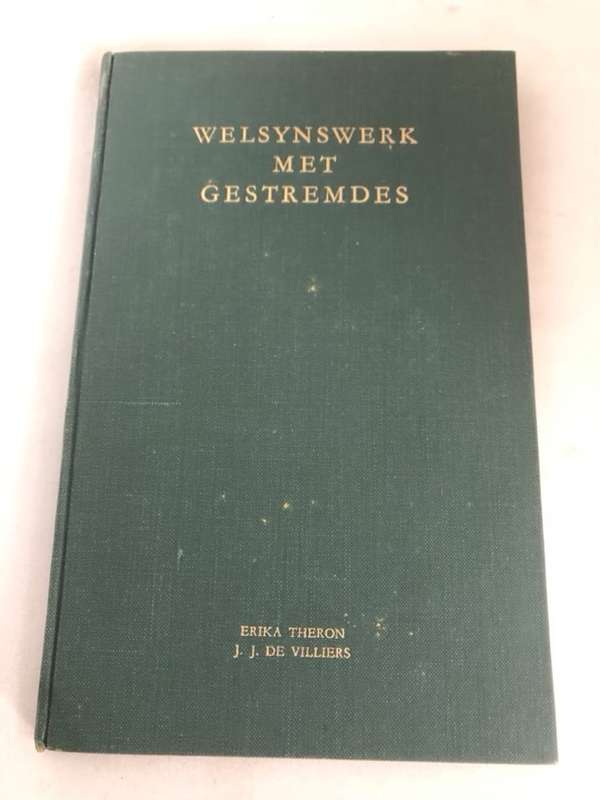 WELSYNSWERK
MET
GESTREMDES
ERIKA THERON
J. J. DE VILLIERS